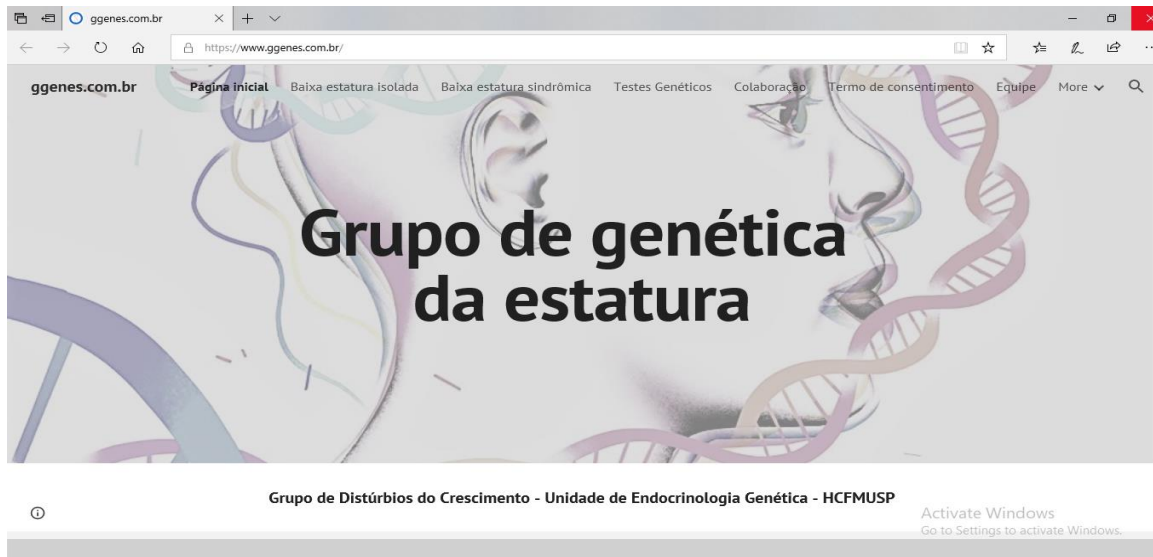 ggenes.com.br
https://www.ggenes.com.br/
ggenes.com.br Página inicial Baixa estatura isolada Baixa estatura sindrômica Testes Genéticos Colaboração Termo de consentimento Equipe More
Grupo de genética
da estatura
Grupo de Distúrbios do Crescimento - Unidade de Endocrinologia Genética - HCFMUSP
Activate Windows
Go to Settings to activate Windows.